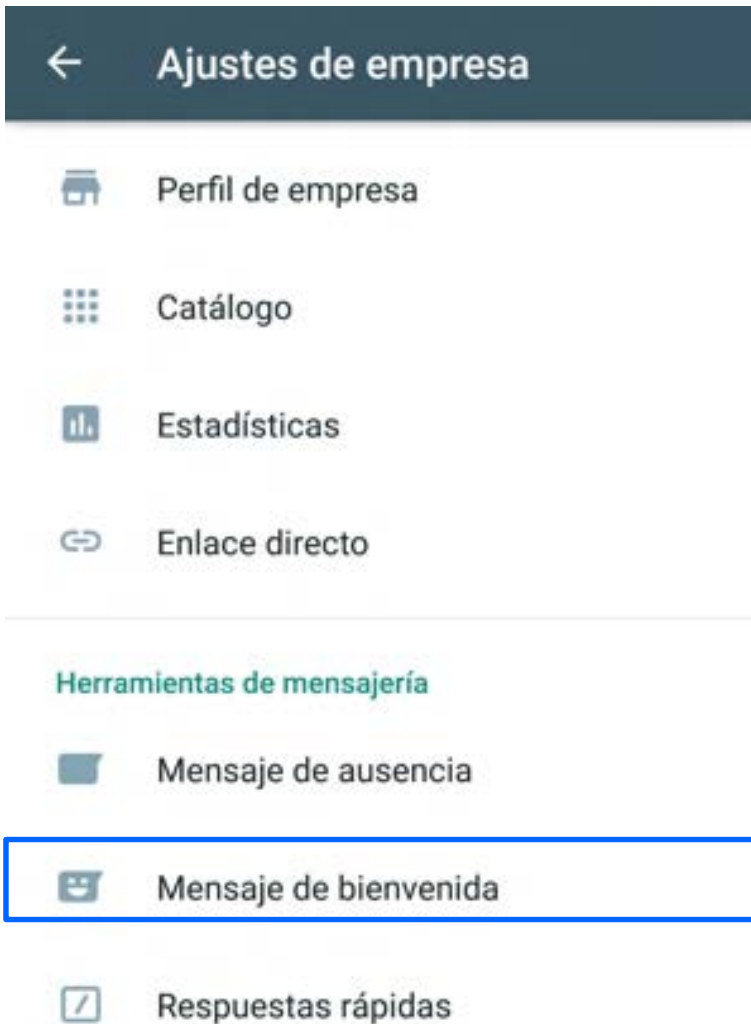 Ajustes de empresa
Perfil de empresa
Catálogo
Estadísticas
Enlace directo
Herramientas de mensajería
Mensaje de ausencia
Mensaje de bienvenida
Respuestas rápidas